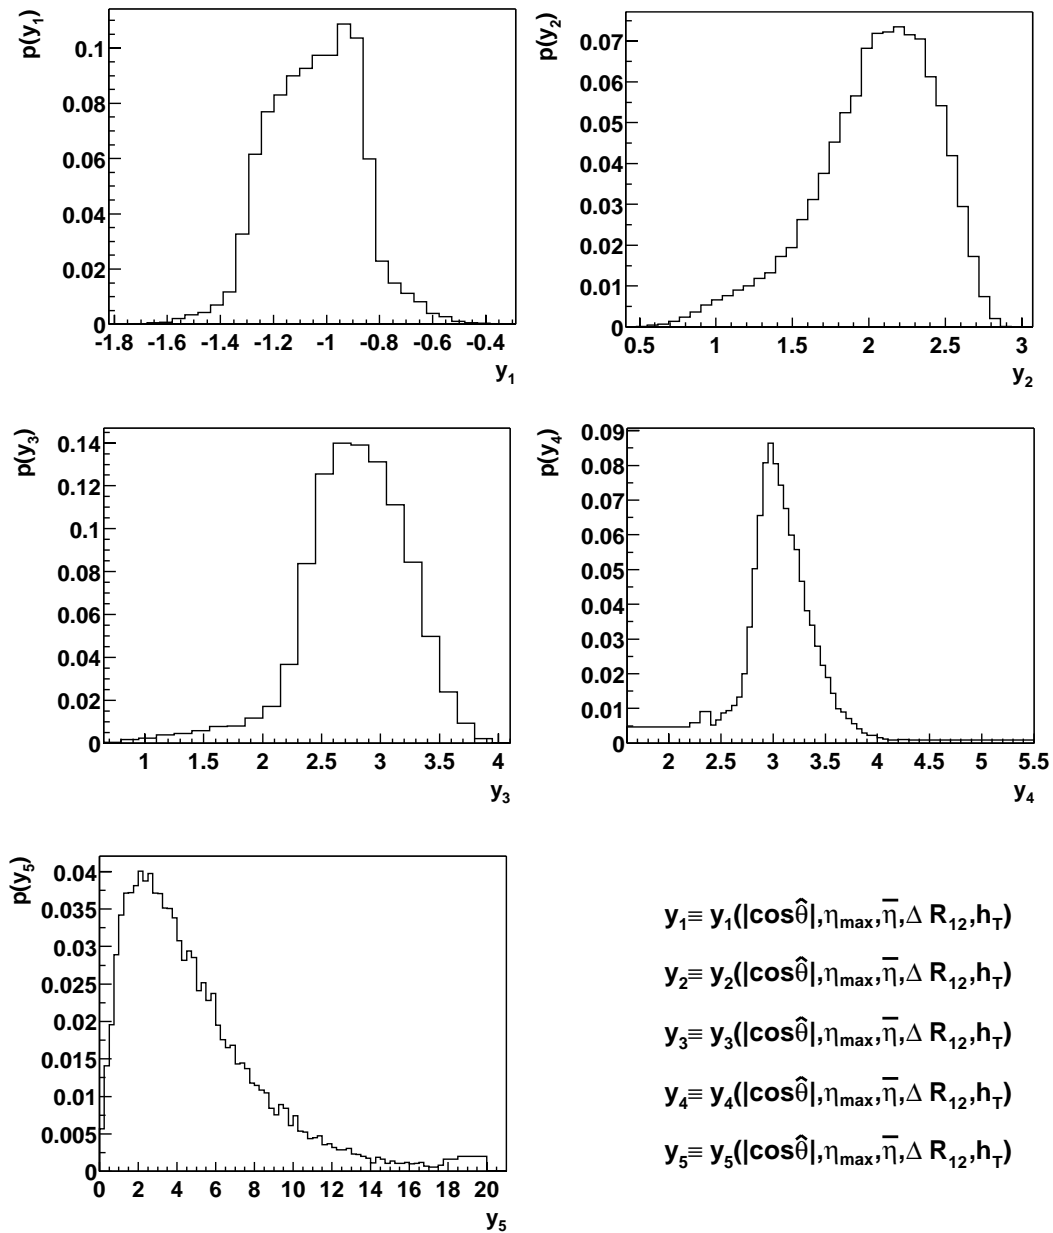 p(y1)
0.1
0.08
0.06
0.04
0.02
0
-1.8 -1.6 -1.4 -1.2 -1 -0.8 -0.6 -0.4
y1
p(y2)
0.07
0.06
0.05
0.04
0.03
0.02
0.01
0
0.5 1 1.5 2 2.5 3
y2
p(y3)
0.14
0.12
0.1
0.08
0.06
0.04
0.02
0
1 1.5 2 2.5 3 3.5 4
y3
p(y4)
0.09
0.08
0.07
0.06
0.05
0.04
0.03
0.02
0.01
0
2 2.5 3 3.5 4 4.5 5 5.5
y4
p(y5)
0.04
0.035
0.03
0.025
0.02
0.015
0.01
0.005
0
0 2 4 6 8 10 12 14 16 18 20
y5
y1≡ y1(|cosθ̂|,ηmax,η̅,Δ R12,hT)
y2≡ y2(|cosθ̂|,ηmax,η̅,Δ R12,hT)
y3≡ y3(|cosθ̂|,ηmax,η̅,Δ R12,hT)
y4≡ y4(|cosθ̂|,ηmax,η̅,Δ R12,hT)
y5≡ y5(|cosθ̂|,ηmax,η̅,Δ R12,hT)